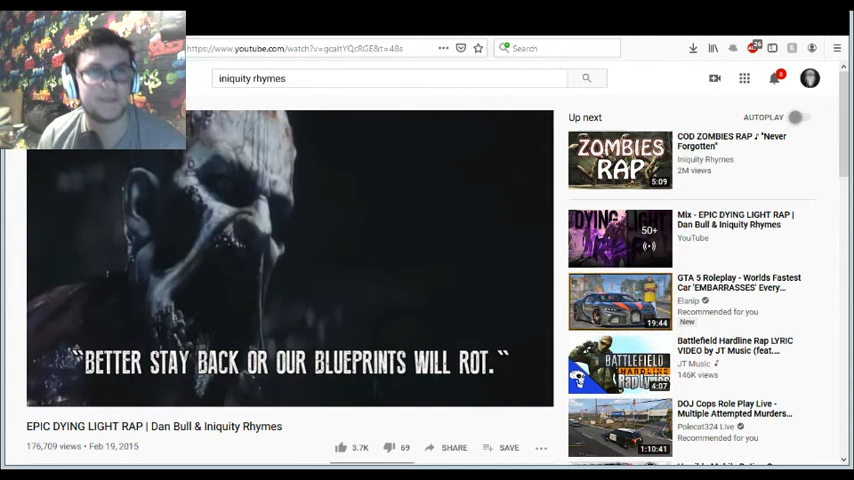 https://www.youtube.com/watch?v=gcaltYQcRGE&t=48s
Search
26
iniquity rhymes
8
Up next
AUTOPLAY
ZOMBIES
RAP
5:09
COD ZOMBIES RAP ♪ "Never
Forgotten"
Iniquity Rhymes
2M views
DYING LIGHT
50+
Mix - EPIC DYING LIGHT RAP |
Dan Bull & Iniquity Rhymes
YouTube
19:44
GTA 5 Roleplay - Worlds Fastest
Car 'EMBARRASSES' Every...
Elanip
Recommended for you
New
BATTLEFIELD
HARDLINE
Rap Lyrics
4:07
Battlefield Hardline Rap LYRIC
VIDEO by JT Music (feat....
JT Music ♪
146K views
1:10:41
DOJ Cops Role Play Live -
Multiple Attempted Murders...
Polecat324 Live
Recommended for you
"BETTER STAY BACK OR OUR BLUEPRINTS WILL ROT."
EPIC DYING LIGHT RAP | Dan Bull & Iniquity Rhymes
176,709 views • Feb 19, 2015
3.7K
69
SHARE
SAVE